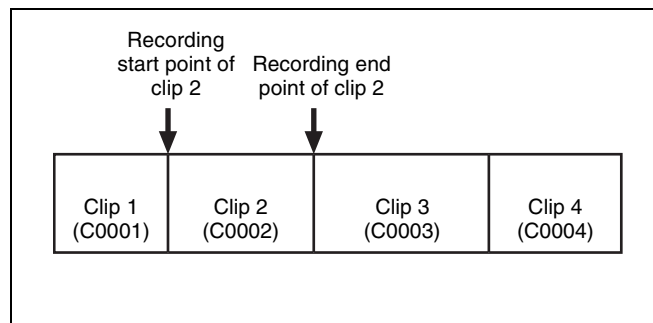 Recording
start point of
clip 2
Recording end
point of clip 2
Clip 1
(C0001)
Clip 2
(C0002)
Clip 3
(C0003)
Clip 4
(C0004)